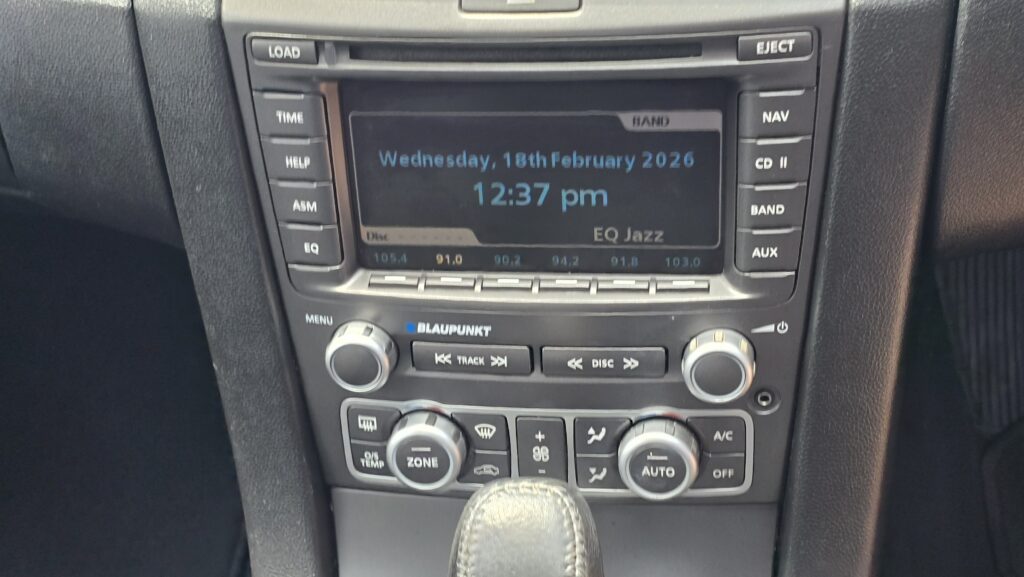 LOAD
EJECT
TIME
HELP
ASM
EQ
BAND
Wednesday, 18th February 2026
12:37 pm
Disc ------
EQ Jazz
105.4 91.0 90.2 94.2 91.8 103.0
NAV
CD II
BAND
AUX
MENU
BLAUPUNKT
TRACK
DISC
O/S
TEMP
ZONE
+
-
AUTO
A/C
OFF